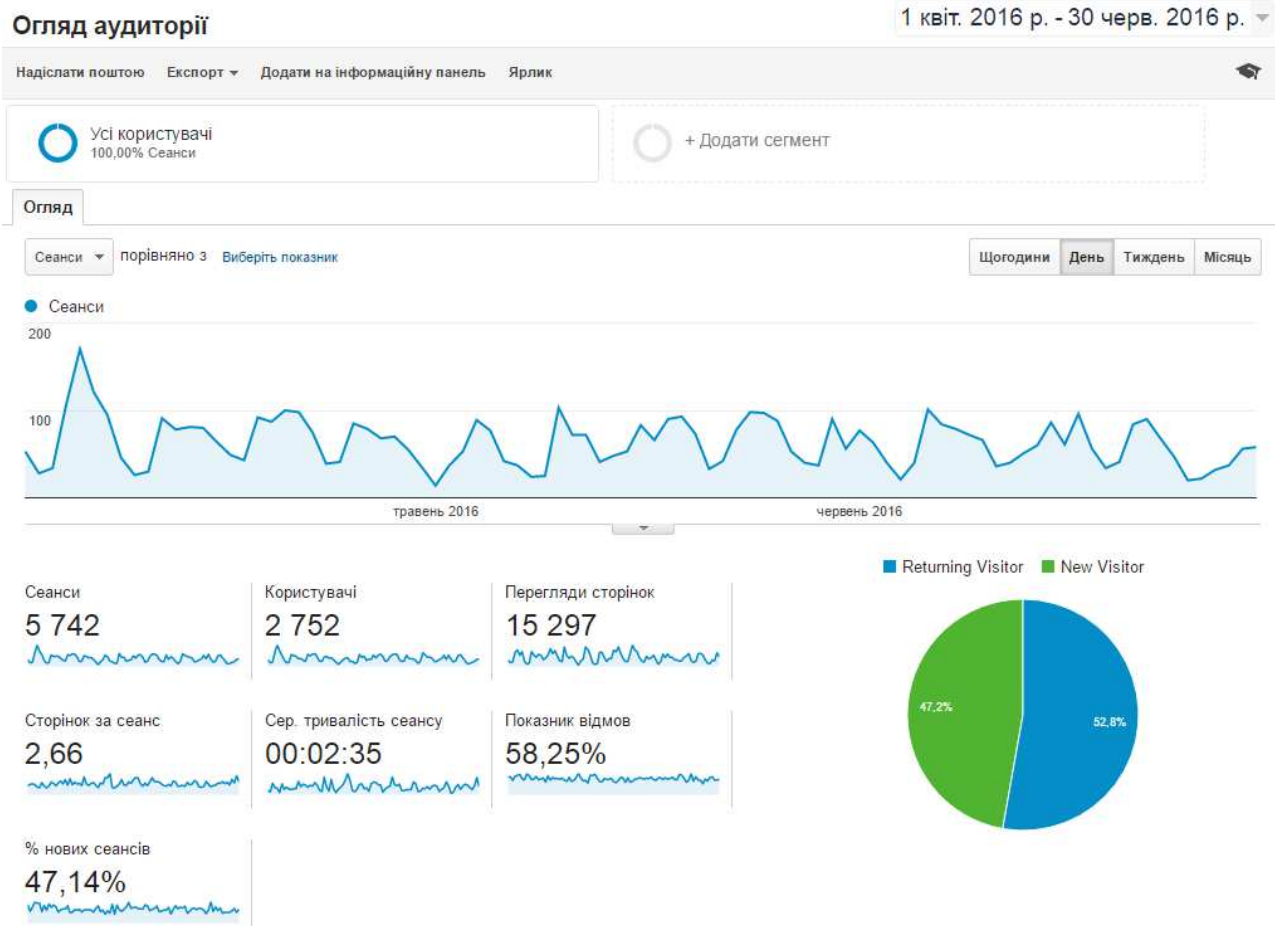 Огляд аудиторії
1 квіт. 2016 р. - 30 черв. 2016 р.
Надіслати поштою Експорт Додати на інформаційну панель Ярлик
Усі користувачі
100,00% Сеанси
+ Додати сегмент
Огляд
Сеанси порівняно з Виберіть показник
Щогодини День Тиждень Місяць
Сеанси
200
100
травень 2016 червень 2016
Returning Visitor New Visitor
Сеанси Користувачі Перегляди сторінок
5 742 2 752 15 297
47,2% 52,8%
Сторінок за сеанс Сер. тривалість сеансу Показник відмов
2,66 00:02:35 58,25%
% нових сеансів
47,14%